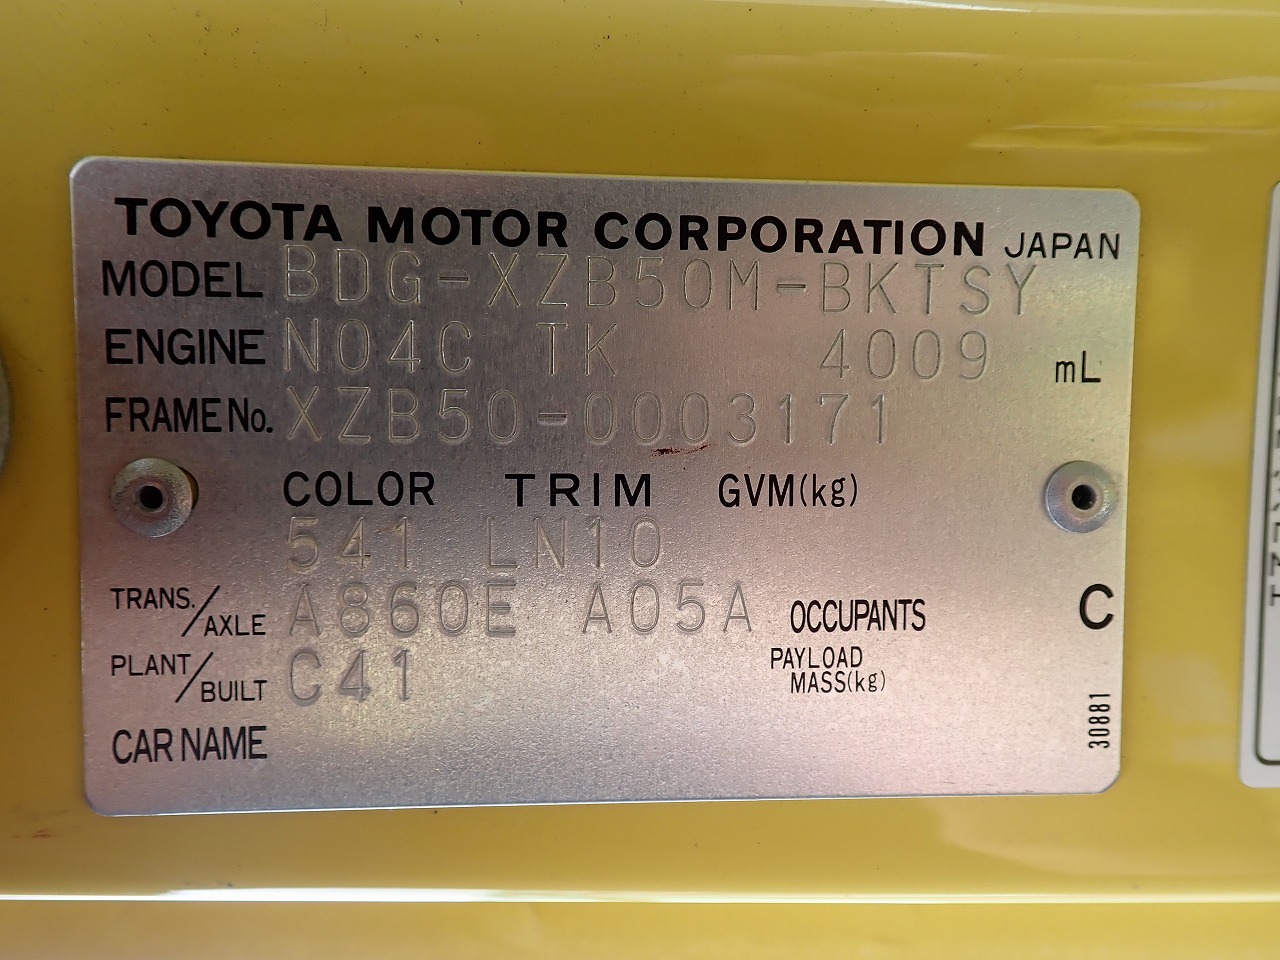 TOYOTA MOTOR CORPORATION JAPAN
MODEL BDG-XZB50M-BKTSY
ENGINE N04C TK 4009 mL
FRAME No. XZB50-0003171
COLOR TRIM GVM(kg)
541 LN10
TRANS./AXLE A860E A05A OCCUPANTS C
PLANT/BUILT C41 PAYLOAD MASS(kg)
CAR NAME
30881